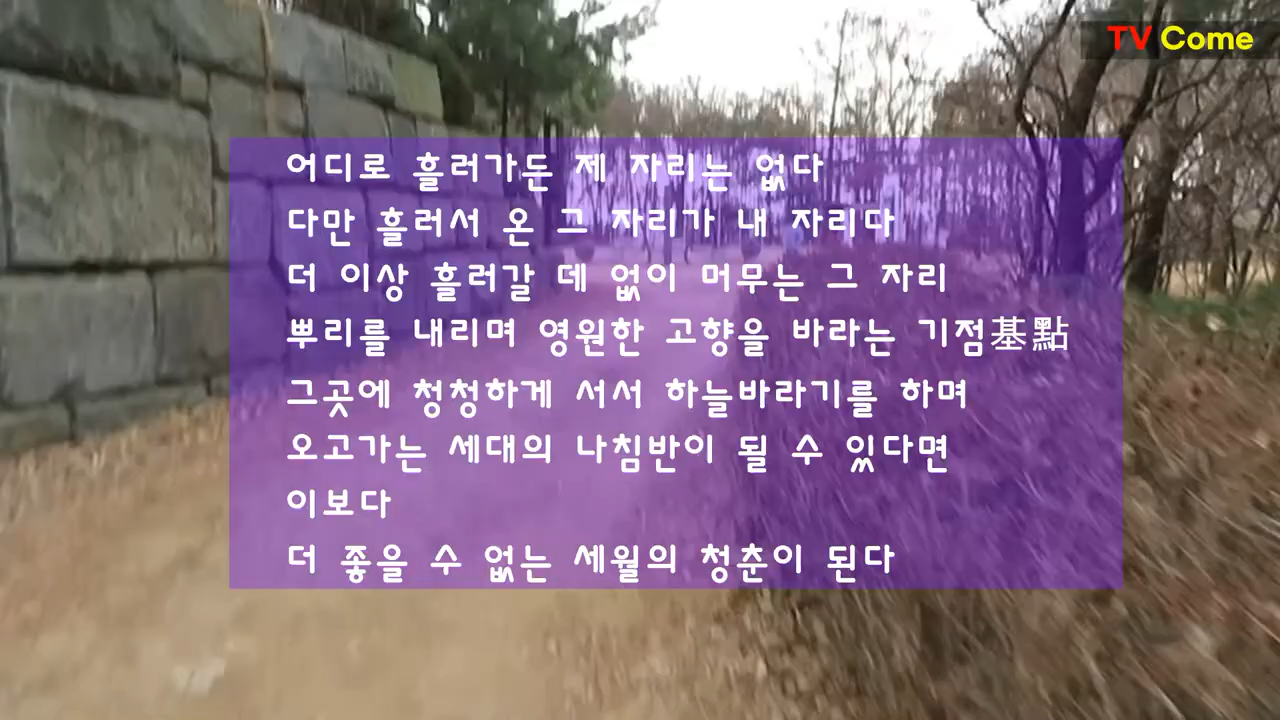 TV Come
어디로 흘러가든 제 자리는 없다
다만 흘러서 온 그 자리가 내 자리다
더 이상 흘러갈 데 없이 머무는 그 자리
뿌리를 내리며 영원한 고향을 바라는 기점基點
그곳에 청청하게 서서 하늘바라기를 하며
오고가는 세대의 나침반이 될 수 있다면
이보다
더 좋을 수 없는 세월의 청춘이 된다